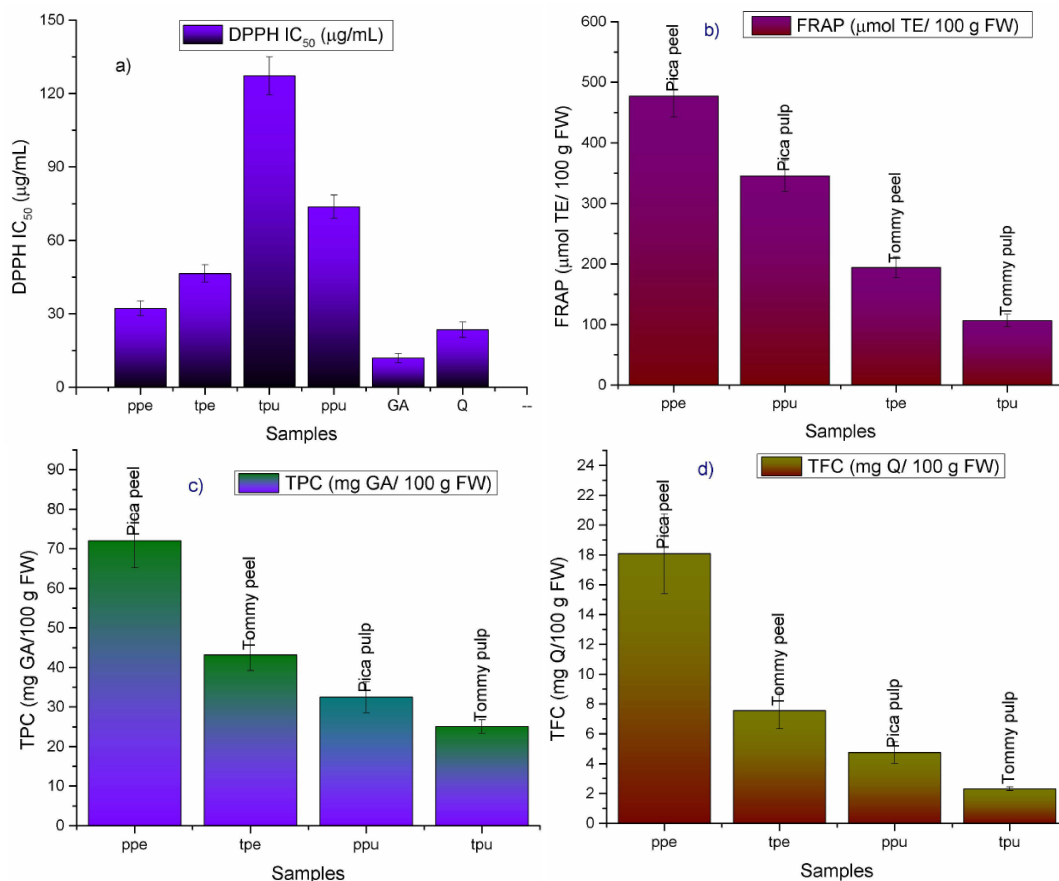 a)
DPPH IC50 (μg/mL)
DPPH IC50 (μg/mL)
150
120
90
60
30
0
ppe tpe tpu ppu GA Q --
Samples
b)
FRAP (μmol TE/ 100 g FW)
FRAP (μmol TE/ 100 g FW)
600
500
400
300
200
100
0
Pica peel
Pica pulp
Tommy peel
Tommy pulp
ppe ppu tpe tpu
Samples
c)
TPC (mg GA/ 100 g FW)
TPC (mg GA/100 g FW)
90
80
70
60
50
40
30
20
10
0
Pica peel
Tommy peel
Pica pulp
Tommy pulp
ppe tpe ppu tpu
Samples
d)
TFC (mg Q/ 100 g FW)
TFC (mg Q/100 g FW)
24
22
20
18
16
14
12
10
8
6
4
2
0
Pica peel
Tommy peel
Pica pulp
Tommy pulp
ppe tpe ppu tpu
Samples